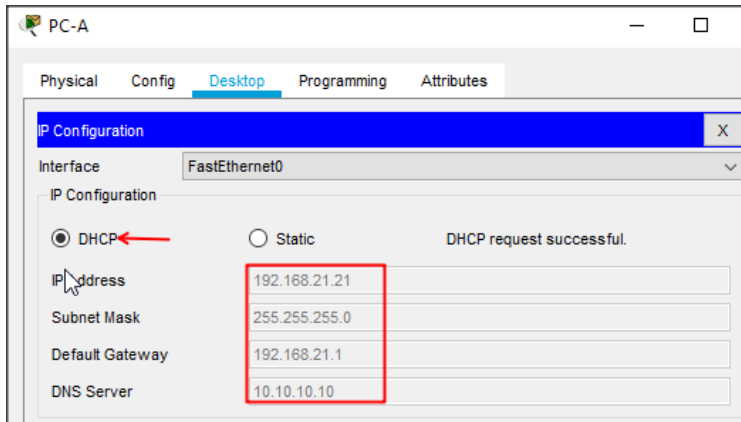 PC-A
Physical Config Desktop Programming Attributes
IP Configuration X
Interface FastEthernet0
IP Configuration
DHCP Static DHCP request successful.
IP Address 192.168.21.21
Subnet Mask 255.255.255.0
Default Gateway 192.168.21.1
DNS Server 10.10.10.10